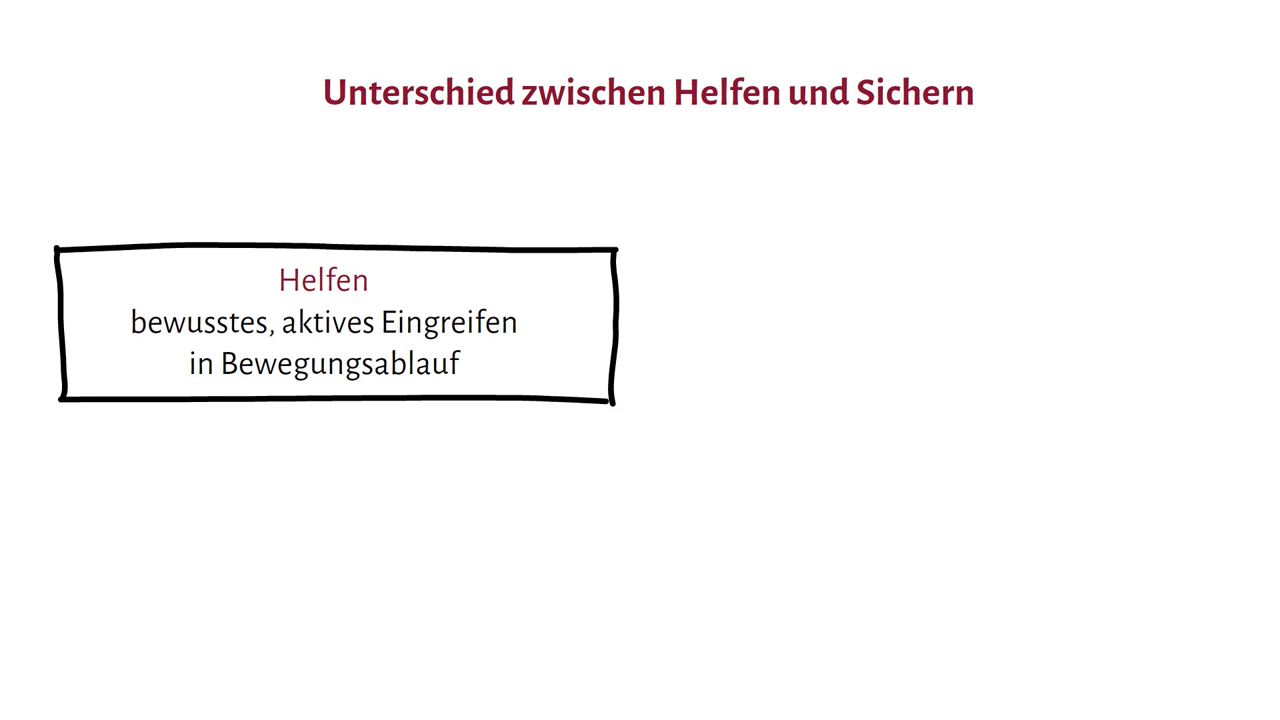 Unterschied zwischen Helfen und Sichern
Helfen
bewusstes, aktives Eingreifen
in Bewegungsablauf